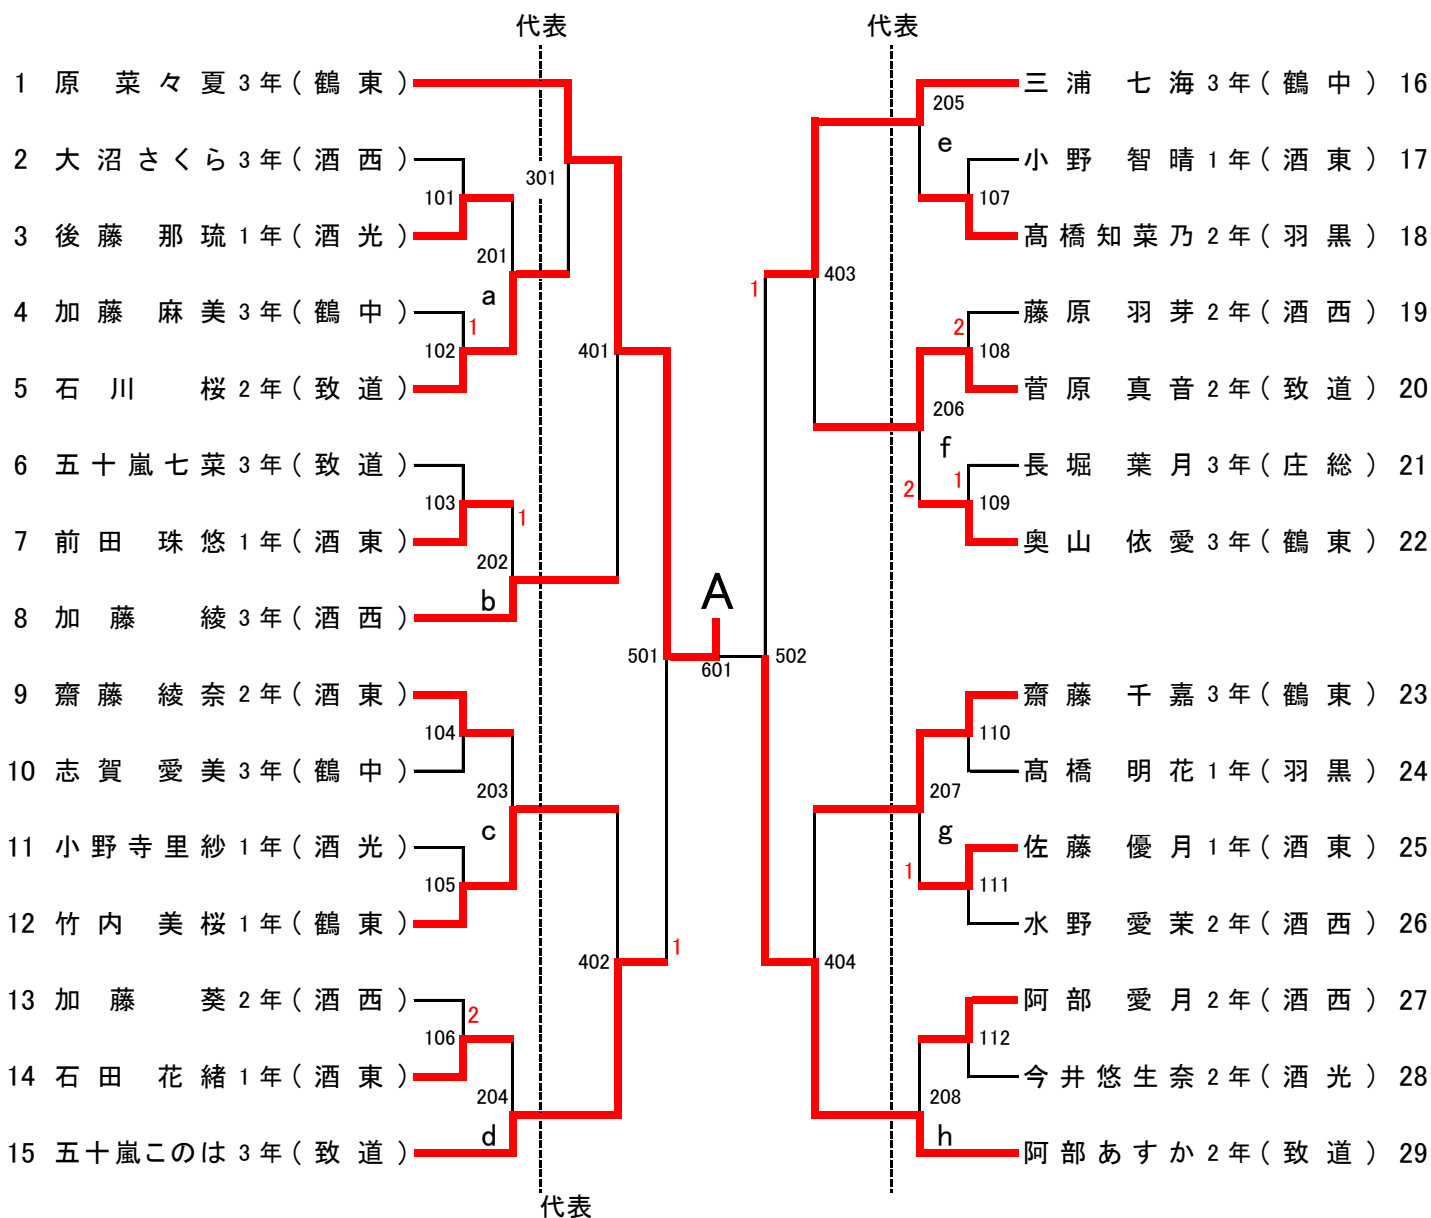 代表
代表
1 原 菜々夏 3年(鶴東)
2 大沼さくら 3年(酒西)
3 後藤 那琉 1年(酒光)
4 加藤 麻美 3年(鶴中)
5 石川 桜 2年(致道)
6 五十嵐七菜 3年(致道)
7 前田 珠悠 1年(酒東)
8 加藤 綾 3年(酒西)
9 齋藤綾奈 2年(酒東)
10 志賀 愛美 3年(鶴中)
11 小野寺里紗 1年(酒光)
12 竹内 美桜 1年(鶴東)
13 加藤 葵 2年(酒西)
14 石田 花緒 1年(酒東)
15 五十嵐このは 3年(致道)
101
102
1
103
104
105
106
2
201
a
202
1
b
203
c
204
d
301
401
402
1
501
A
601
502
1
403
404
205
e
206
f
2
207
g
1
208
h
107
108
2
109
1
110
111
112
三浦 七海 3年(鶴中) 16
小野 智晴 1年(酒東) 17
髙橋知菜乃 2年(羽黒) 18
藤原 羽芽 2年(酒西) 19
菅原 真音 2年(致道) 20
長堀 葉月 3年(庄総) 21
奥山 依愛 3年(鶴東) 22
齋藤 千嘉 3年(鶴東) 23
髙橋 明花 1年(羽黒) 24
佐藤 優月 1年(酒東) 25
水野 愛茉 2年(酒西) 26
阿部 愛月 2年(酒西) 27
今井悠生奈 2年(酒光) 28
阿部あすか 2年(致道) 29
代表